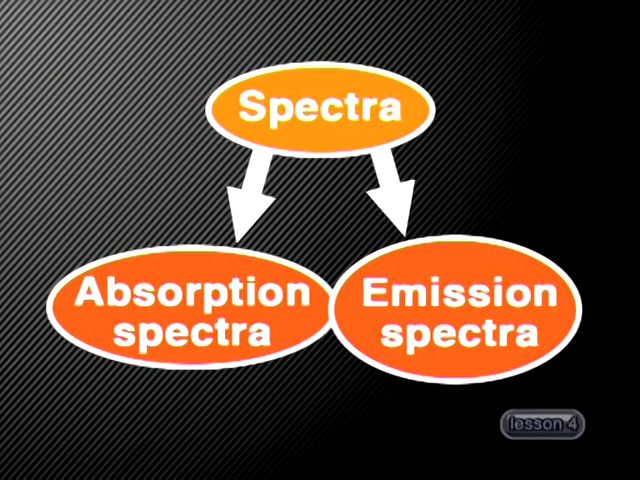 Spectra
Absorption
spectra
Emission
spectra
lesson 4